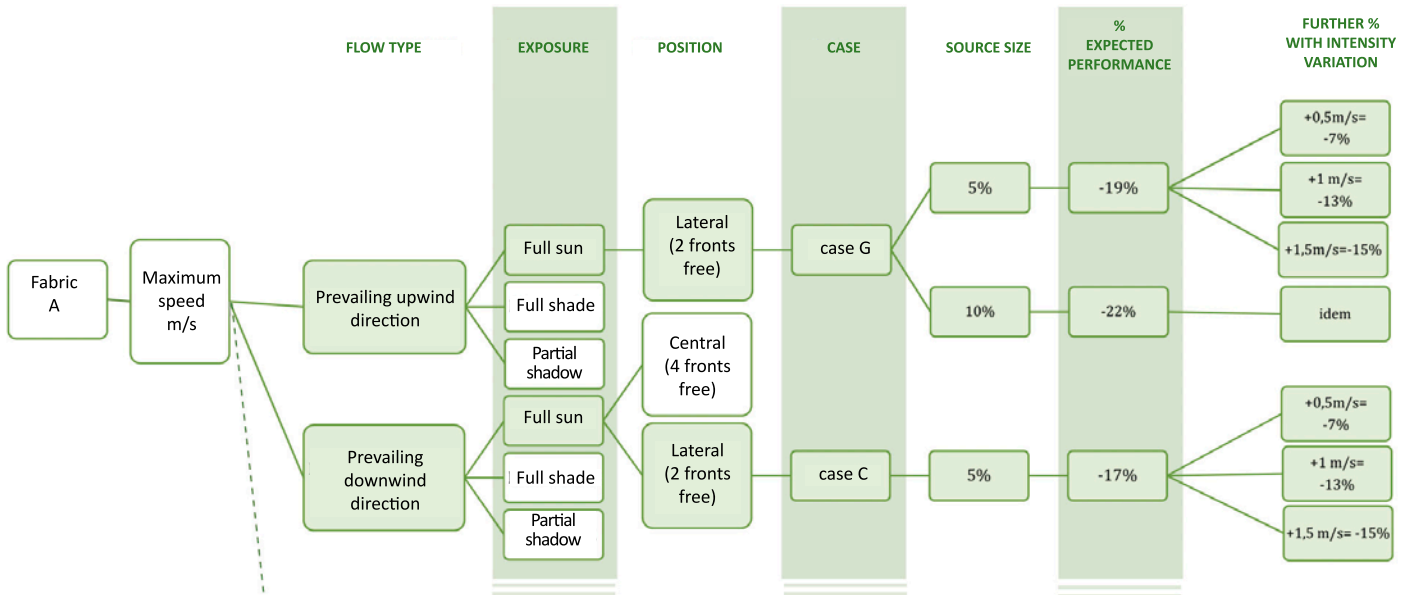 FLOW TYPE
EXPOSURE
POSITION
CASE
SOURCE SIZE
%
EXPECTED
PERFORMANCE
FURTHER %
WITH INTENSITY
VARIATION
Fabric
A
Maximum
speed
m/s
Prevailing upwind
direction
Full sun
Full shade
Partial
shadow
Lateral
(2 fronts
free)
case G
5%
-19%
+0,5m/s=
-7%
+1 m/s=
-13%
+1,5m/s=-15%
10%
-22%
idem
Prevailing
downwind
direction
Full sun
Full shade
Partial
shadow
Central
(4 fronts
free)
Lateral
(2 fronts
free)
case C
5%
-17%
+0,5m/s=
-7%
+1 m/s=
-13%
+1,5 m/s= -15%